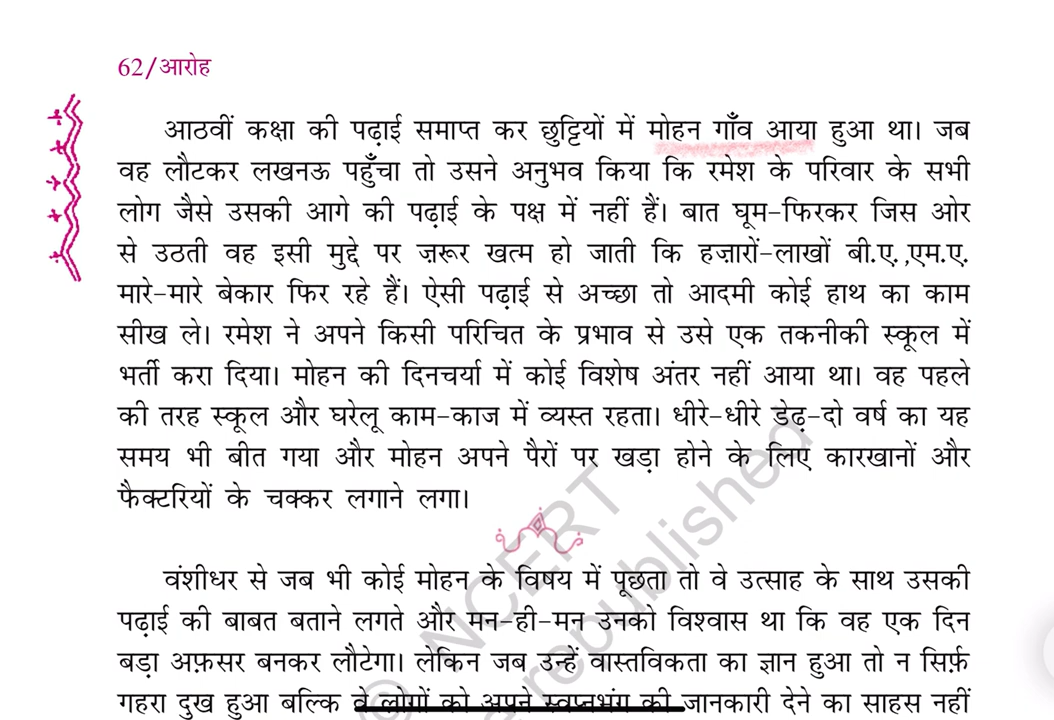 62/आरोह
आठवीं कक्षा की पढ़ाई समाप्त कर छुट्टियों में मोहन गाँव आया हुआ था। जब
वह लौटकर लखनऊ पहुँचा तो उसने अनुभव किया कि रमेश के परिवार के सभी
लोग जैसे उसकी आगे की पढ़ाई के पक्ष में नहीं हैं। बात घूम-फिरकर जिस ओर
से उठती वह इसी मुद्दे पर ज़रूर खत्म हो जाती कि हज़ारों-लाखों बी.ए.,एम.ए.
मारे-मारे बेकार फिर रहे हैं। ऐसी पढ़ाई से अच्छा तो आदमी कोई हाथ का काम
सीख ले। रमेश ने अपने किसी परिचित के प्रभाव से उसे एक तकनीकी स्कूल में
भर्ती करा दिया। मोहन की दिनचर्या में कोई विशेष अंतर नहीं आया था। वह पहले
की तरह स्कूल और घरेलू काम-काज में व्यस्त रहता। धीरे-धीरे डेढ़-दो वर्ष का यह
समय भी बीत गया और मोहन अपने पैरों पर खड़ा होने के लिए कारखानों और
फैक्टरियों के चक्कर लगाने लगा।
वंशीधर से जब भी कोई मोहन के विषय में पूछता तो वे उत्साह के साथ उसकी
पढ़ाई की बाबत बताने लगते और मन-ही-मन उनको विश्वास था कि वह एक दिन
बड़ा अफ़सर बनकर लौटेगा। लेकिन जब उन्हें वास्तविकता का ज्ञान हुआ तो न सिर्फ़
गहरा दुख हुआ बल्कि वे लोगों को अपने स्वप्नभंग की जानकारी देने का साहस नहीं
© NCERT
republished